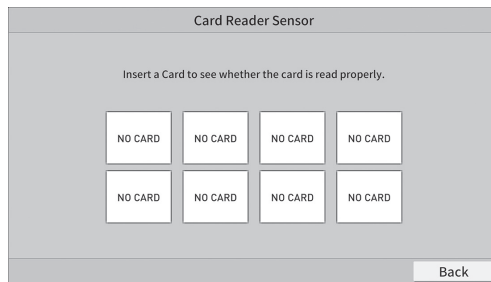 Card Reader Sensor
Insert a Card to see whether the card is read properly.
NO CARD NO CARD NO CARD NO CARD
NO CARD NO CARD NO CARD NO CARD
Back